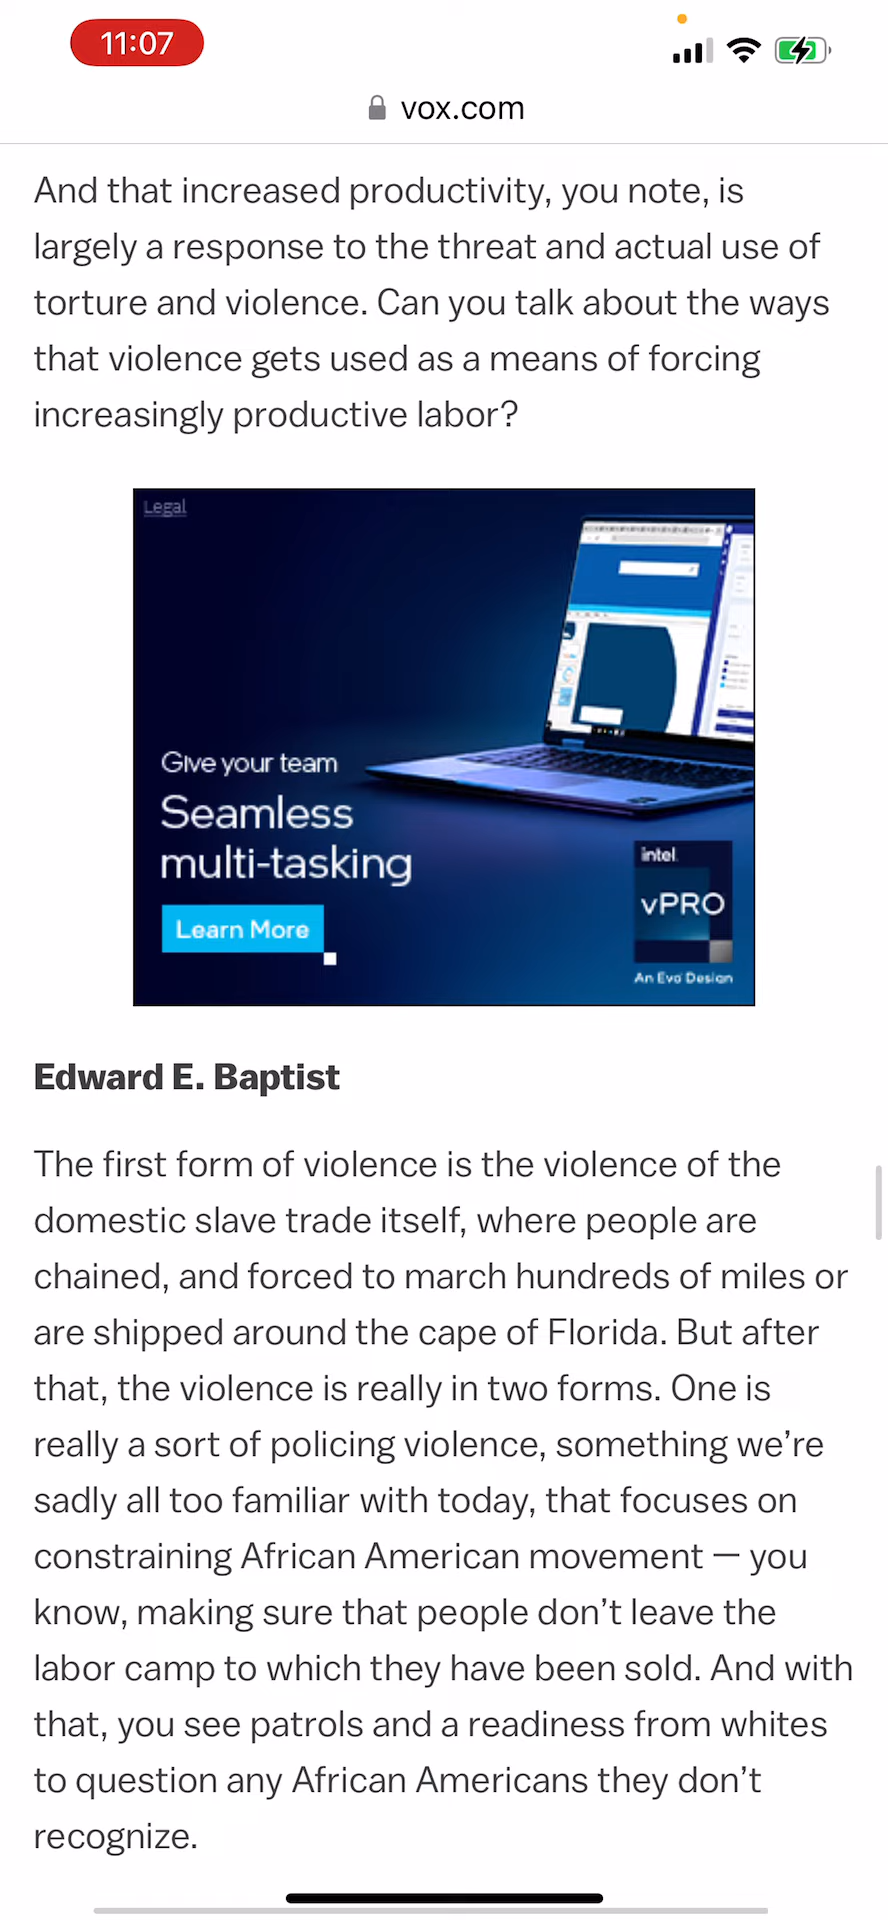 11:07
vox.com
And that increased productivity, you note, is
largely a response to the threat and actual use of
torture and violence. Can you talk about the ways
that violence gets used as a means of forcing
increasingly productive labor?
Legal
Give your team
Seamless
multi-tasking
Learn More
intel.
vPRO
An Evo Design
Edward E. Baptist
The first form of violence is the violence of the
domestic slave trade itself, where people are
chained, and forced to march hundreds of miles or
are shipped around the cape of Florida. But after
that, the violence is really in two forms. One is
really a sort of policing violence, something we’re
sadly all too familiar with today, that focuses on
constraining African American movement — you
know, making sure that people don’t leave the
labor camp to which they have been sold. And with
that, you see patrols and a readiness from whites
to question any African Americans they don’t
recognize.